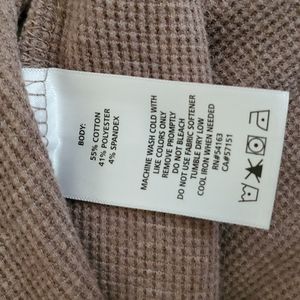 BODY:
55% COTTON
41% POLYESTER
4% SPANDEX
MACHINE WASH COLD WITH
LIKE COLORS ONLY
REMOVE PROMPTLY
DO NOT BLEACH
DO NOT USE FABRIC SOFTENER
TUMBLE DRY LOW
COOL IRON WHEN NEEDED
RN#54163
CA#57151